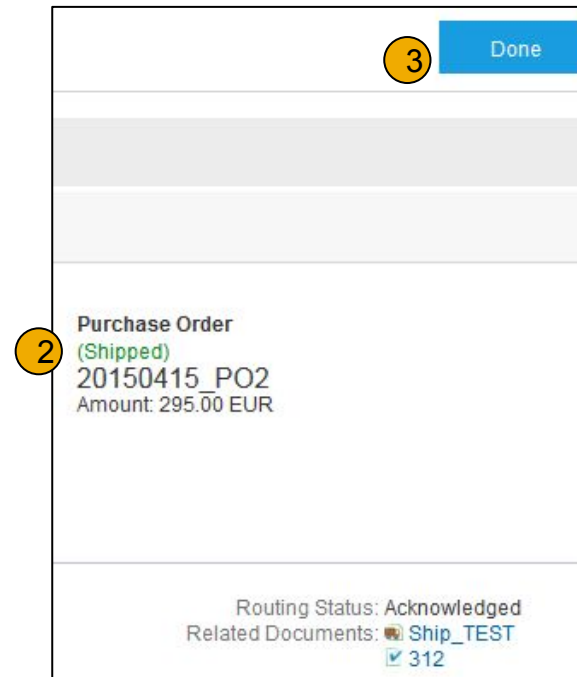 3
Done
2
Purchase Order
(Shipped)
20150415_PO2
Amount: 295.00 EUR
Routing Status: Acknowledged
Related Documents: Ship_TEST
312